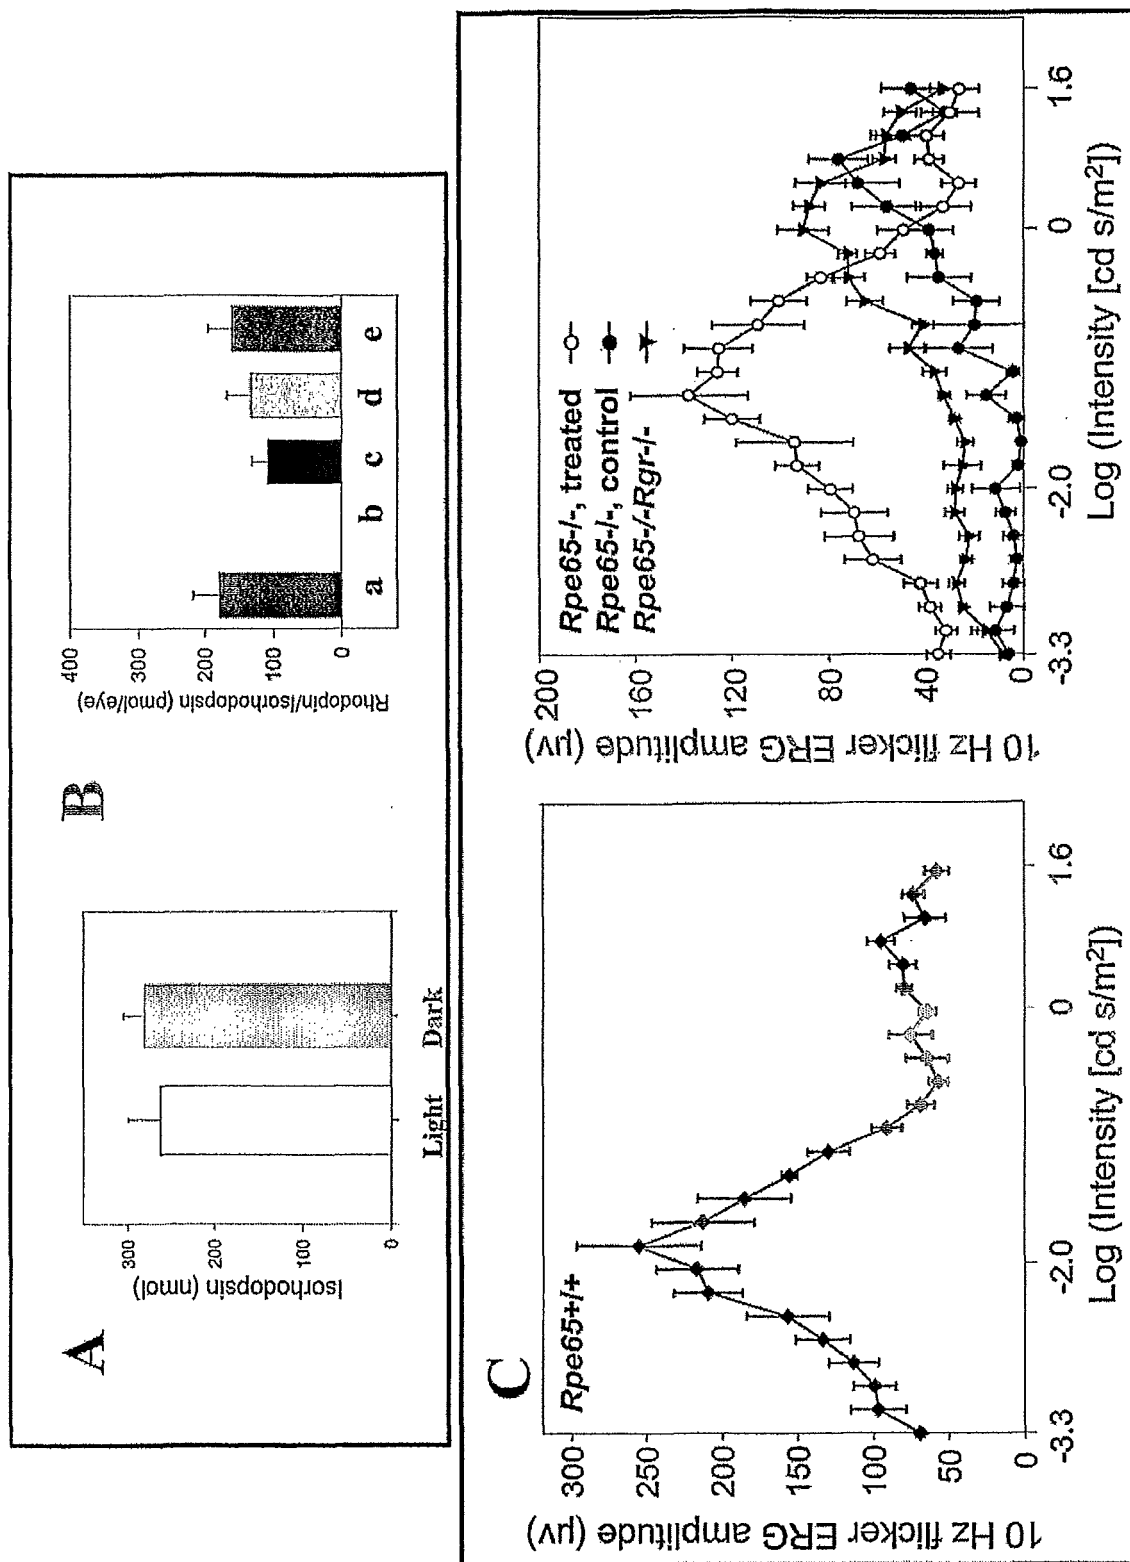 A
Isorhodopsin (nmol)
300
200
100
0
Light Dark
B
Rhodopin/Isorhodopsin (pmol/eye)
400
300
200
100
0
a b c d e
C
Rpe65+/+
10 Hz flicker ERG amplitude (µv)
300
250
200
150
100
50
0
-3.3 -2.0 0 1.6
Log (Intensity [cd s/m²])
Rpe65-/-, treated
Rpe65-/-, control
Rpe65-/-Rgr-/-
10 Hz flicker ERG amplitude (µv)
200
160
120
80
40
0
-3.3 -2.0 0 1.6
Log (Intensity [cd s/m²])